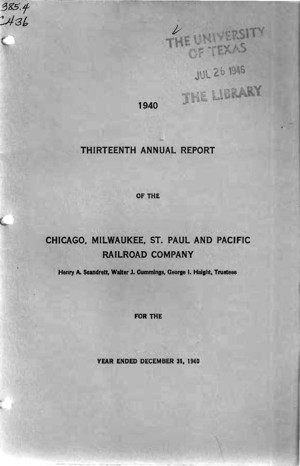 385.4
C436
THE UNIVERSITY
OF TEXAS
JUL 26 1946
THE LIBRARY
1940
THIRTEENTH ANNUAL REPORT
OF THE
CHICAGO, MILWAUKEE, ST. PAUL AND PACIFIC
RAILROAD COMPANY
Henry A. Scandrett, Walter J. Cummings, George I. Haight, Trustees
FOR THE
YEAR ENDED DECEMBER 31, 1940